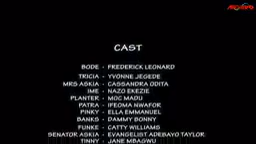 CAST
BODE - FREDERICK LEONARD
TRICIA - YVONNE JEGEDE
MRS ASKIA - CASSANDRA ODITA
IME - NAZO EKEZIE
PLANTER - MOC MADU
PATRA - IFEOMA NWAFOR
PINKY - ELLA EMMANUEL
BANKS - DAMMY BONNY
FUNKE - CATTY WILLIAMS
SENATOR ASKIA - EVANGELIST ADEBAYO TAYLOR
TINNY - JANE MBAGWU